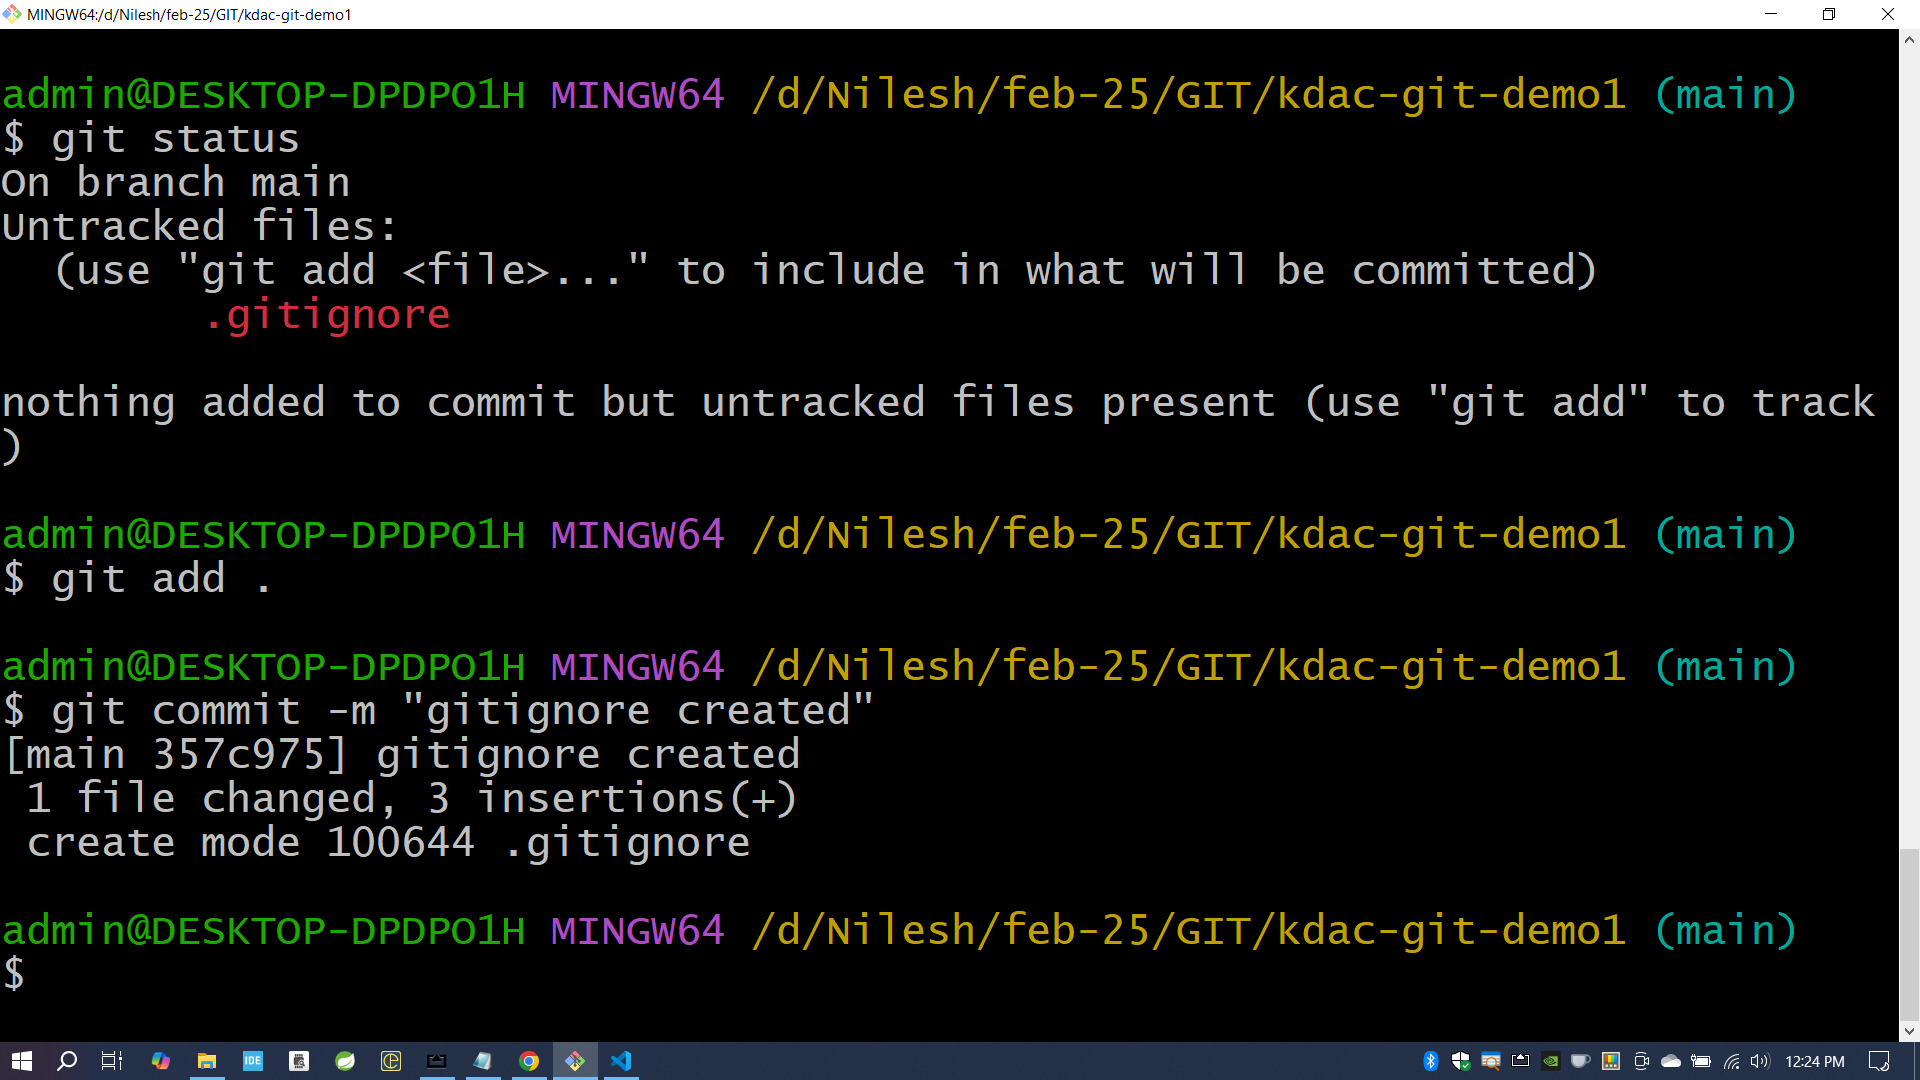 MINGW64:/d/Nilesh/feb-25/GIT/kdac-git-demo1
admin@DESKTOP-DPDPO1H MINGW64 /d/Nilesh/feb-25/GIT/kdac-git-demo1 (main)
$ git status
On branch main
Untracked files:
  (use "git add <file>..." to include in what will be committed)
        .gitignore
nothing added to commit but untracked files present (use "git add" to track
)
admin@DESKTOP-DPDPO1H MINGW64 /d/Nilesh/feb-25/GIT/kdac-git-demo1 (main)
$ git add .
admin@DESKTOP-DPDPO1H MINGW64 /d/Nilesh/feb-25/GIT/kdac-git-demo1 (main)
$ git commit -m "gitignore created"
[main 357c975] gitignore created
 1 file changed, 3 insertions(+)
 create mode 100644 .gitignore
admin@DESKTOP-DPDPO1H MINGW64 /d/Nilesh/feb-25/GIT/kdac-git-demo1 (main)
$
IDE
12:24 PM